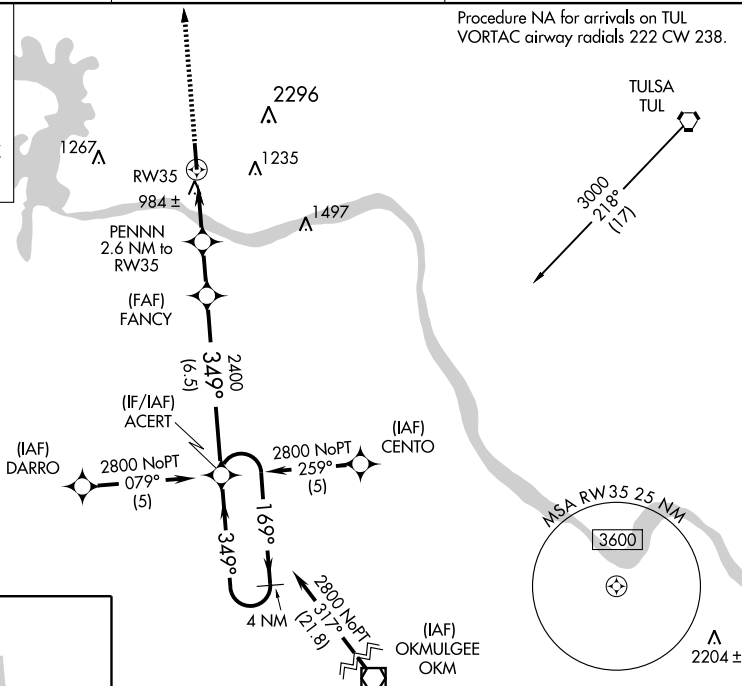 Procedure NA for arrivals on TUL
VORTAC airway radials 222 CW 238.
TULSA
TUL
3000
218°
(17)
2296
1267
1235
RW35
984 ±
1497
PENNN
2.6 NM to
RW35
(FAF)
FANCY
2400
349°
(6.5)
(IF/IAF)
ACERT
(IAF)
DARRO
2800 NoPT
079°
(5)
(IAF)
CENTO
2800 NoPT
259°
(5)
169°
349°
4 NM
2800 NoPT
317°
(21.8)
(IAF)
OKMULGEE
OKM
MSA RW35 25 NM
3600
2204 ±